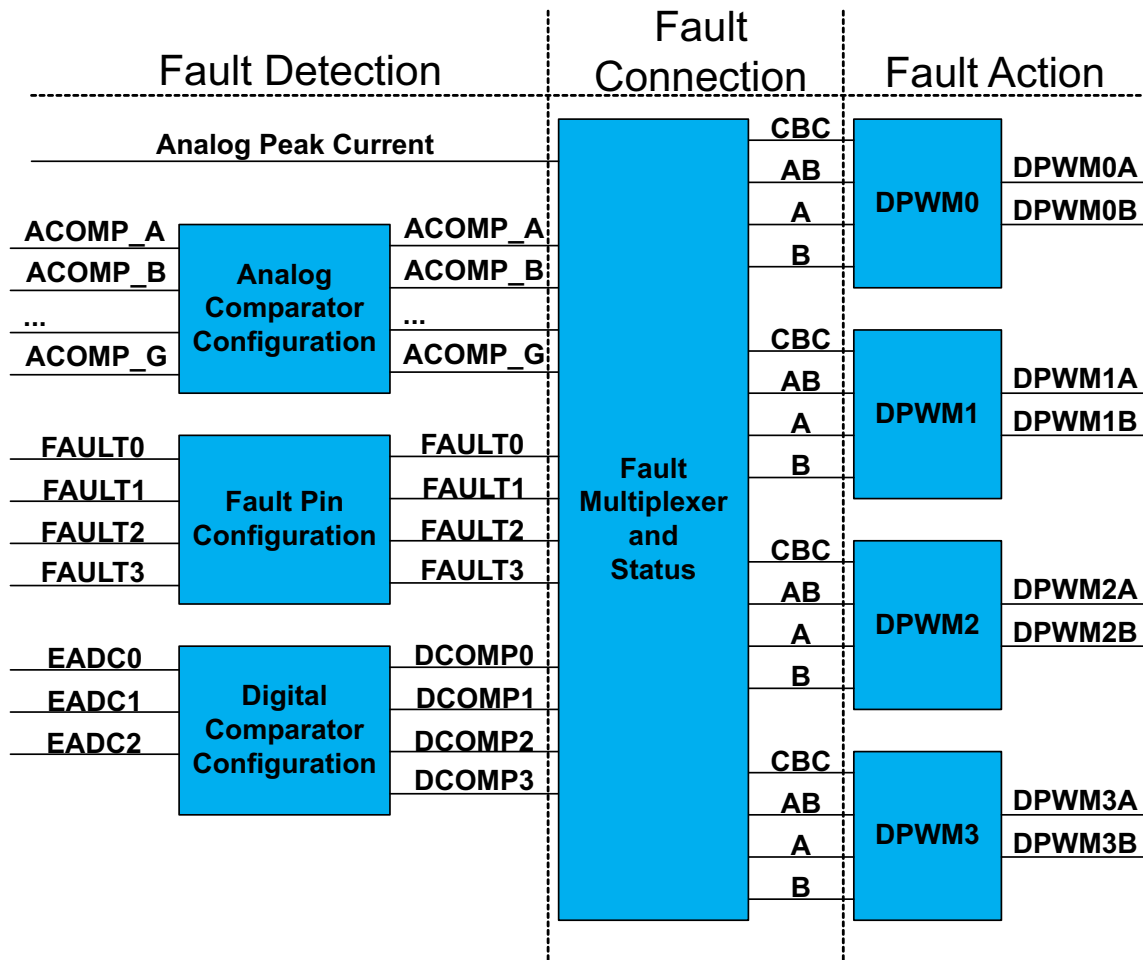 Fault Detection
Fault
Connection
Fault Action
Analog Peak Current
ACOMP_A
ACOMP_B
...
ACOMP_G
Analog
Comparator
Configuration
ACOMP_A
ACOMP_B
...
ACOMP_G
FAULT0
FAULT1
FAULT2
FAULT3
Fault Pin
Configuration
FAULT0
FAULT1
FAULT2
FAULT3
EADC0
EADC1
EADC2
Digital
Comparator
Configuration
DCOMP0
DCOMP1
DCOMP2
DCOMP3
Fault
Multiplexer
and
Status
CBC
AB
A
B
DPWM0
DPWM0A
DPWM0B
CBC
AB
A
B
DPWM1
DPWM1A
DPWM1B
CBC
AB
A
B
DPWM2
DPWM2A
DPWM2B
CBC
AB
A
B
DPWM3
DPWM3A
DPWM3B